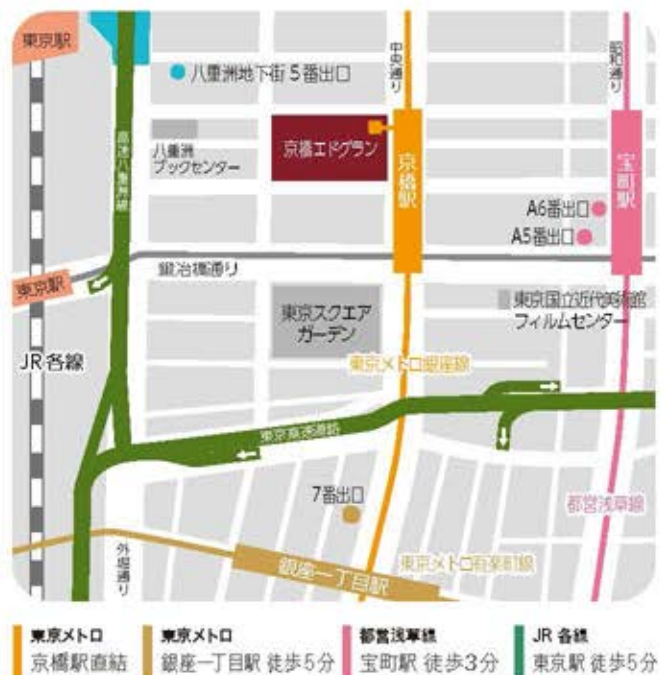 東京駅
中央通り
昭和通り
八重洲地下街 5番出口
高速八重洲線
八重洲
ブックセンター
京橋エドグラン
京橋駅
宝町駅
A6番出口
A5番出口
鍛冶橋通り
東京駅
東京スクエア
ガーデン
東京国立近代美術館
フィルムセンター
JR各線
東京メトロ銀座線
東京高速道路
7番出口
都営浅草線
外堀通り
銀座一丁目駅
東京メトロ有楽町線
東京メトロ
京橋駅直結
東京メトロ
銀座一丁目駅 徒歩5分
都営浅草線
宝町駅 徒歩3分
JR 各線
東京駅 徒歩5分